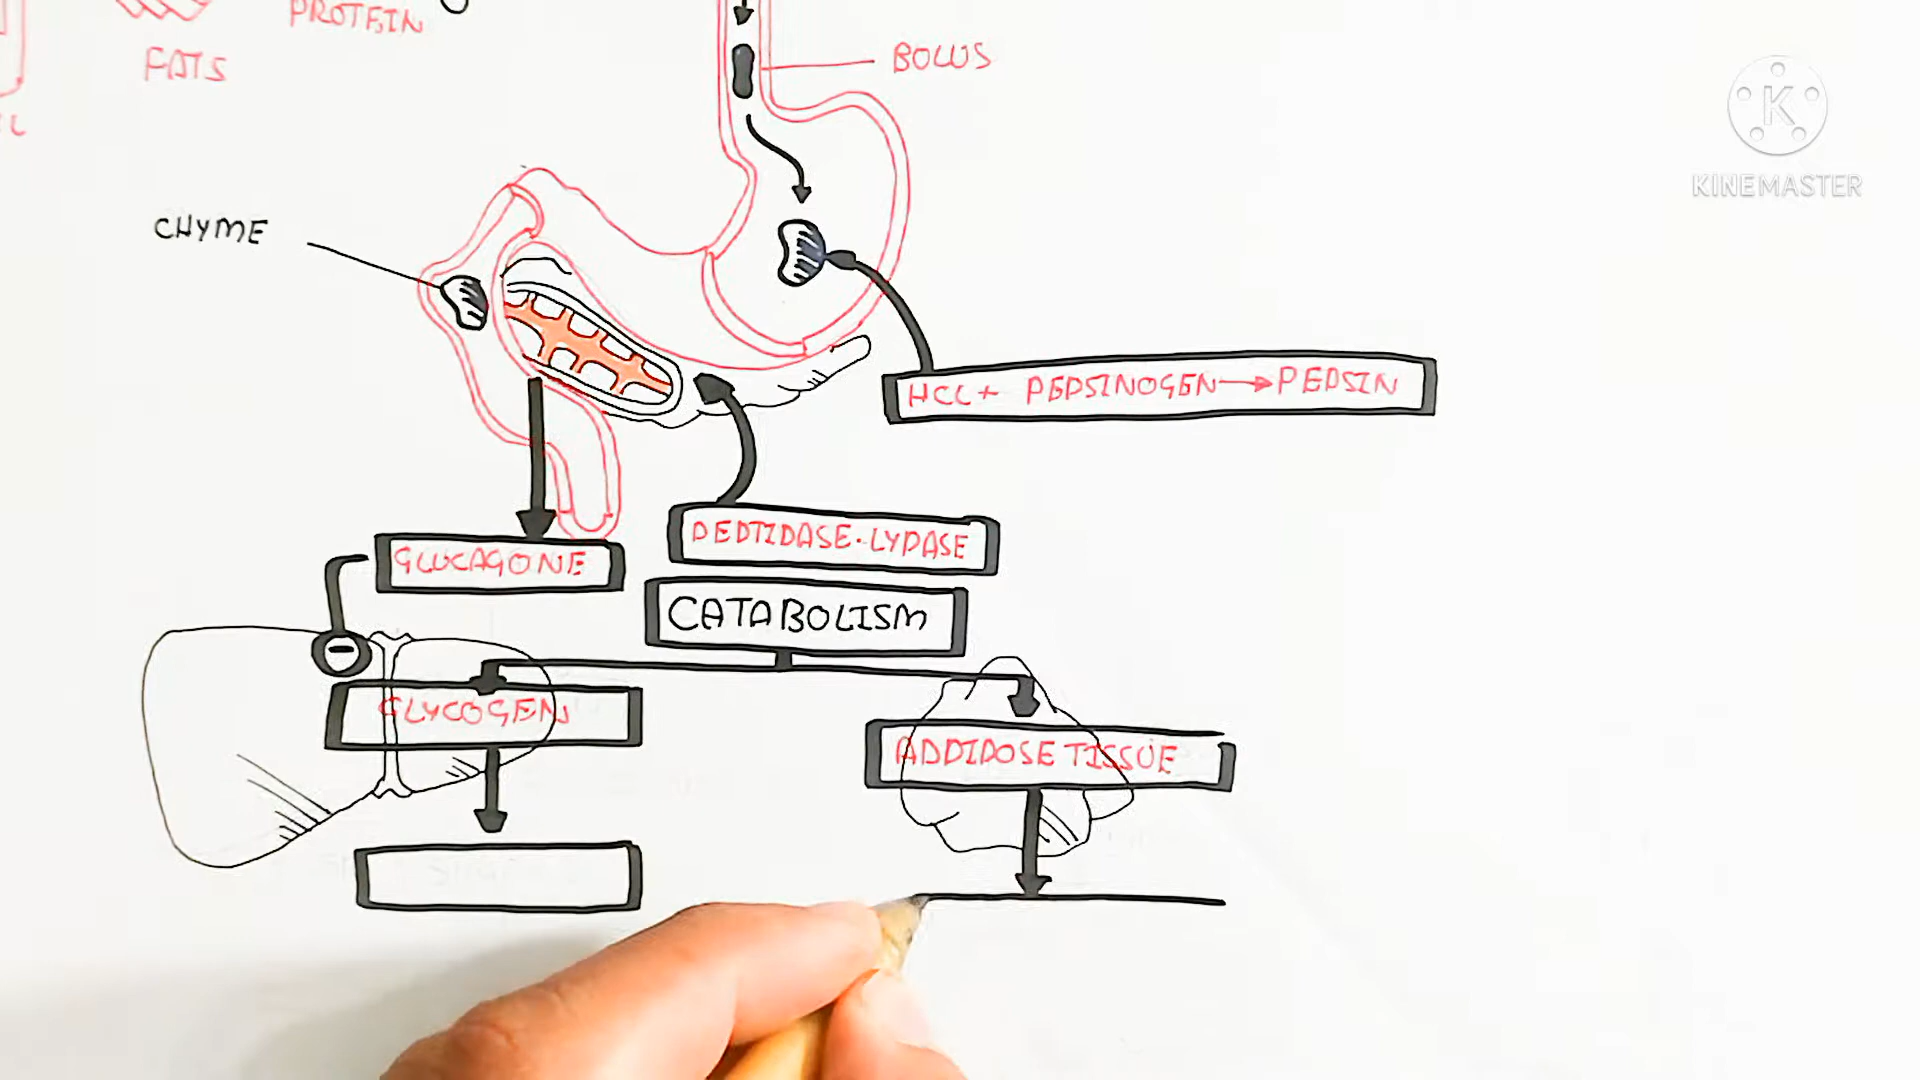 PROTEIN
FATS
BOLUS
K
KINEMASTER
CHYME
HCL+ PEPSINOGEN→PEPSIN
PEPTIDASE·LYPASE
GLUCAGONE
CATABOLISM
GLYCOGEN
ADDIPOSE TISSUE